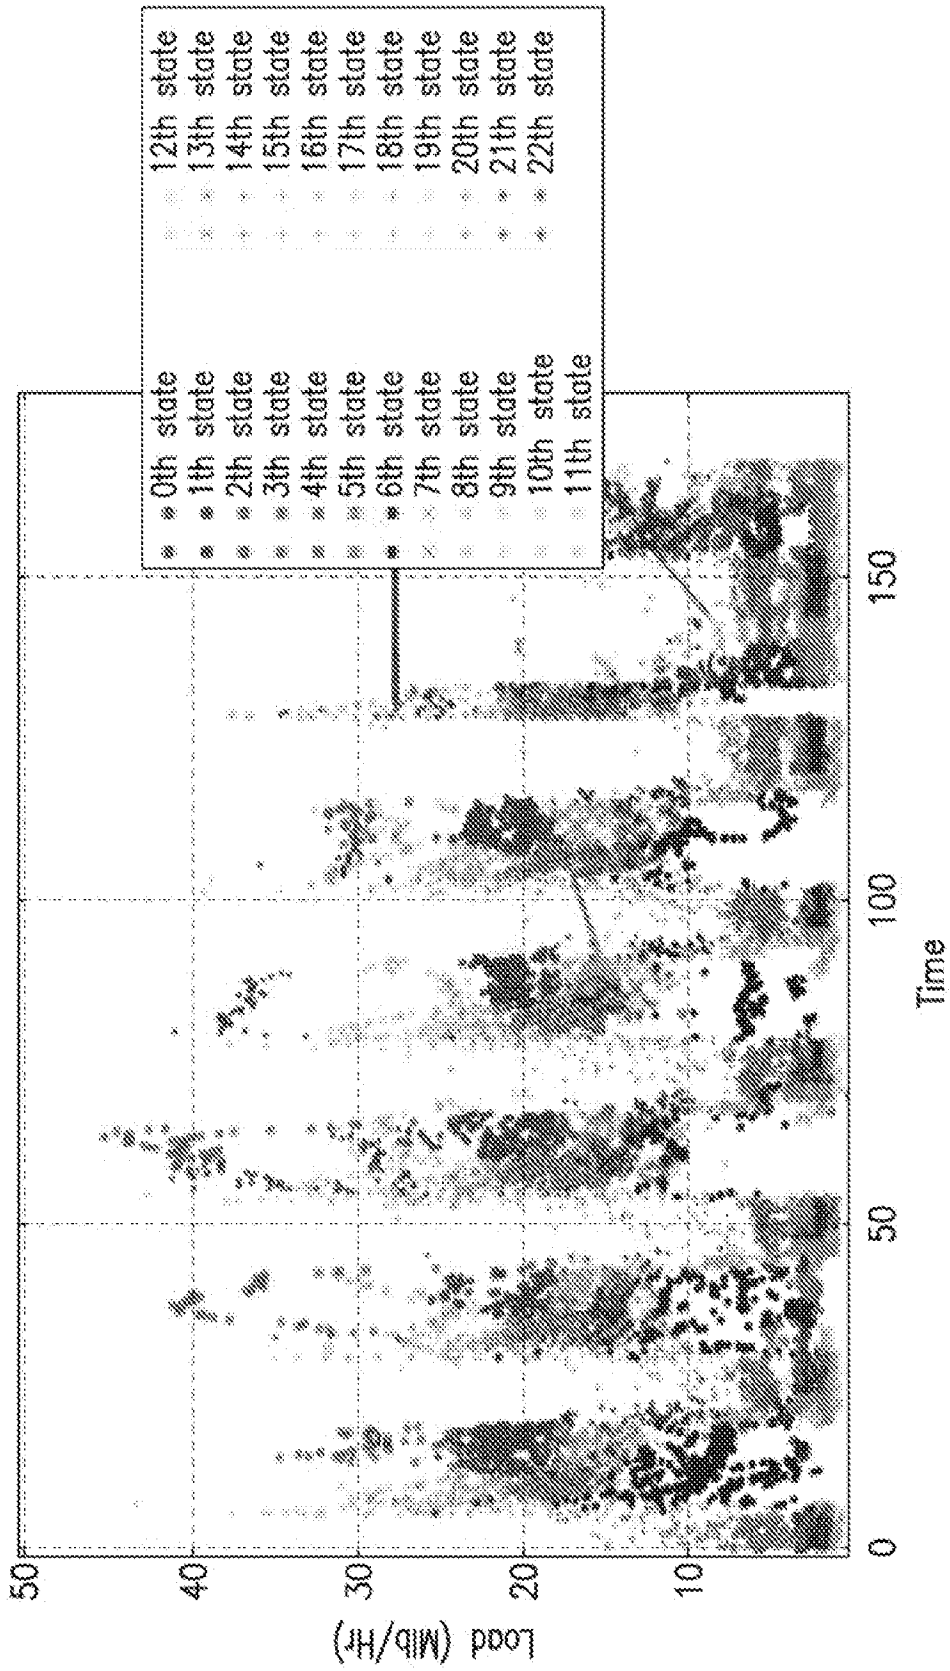 50
40
30
20
10
Load (Mlb/Hr)
0
50
100
150
Time
0th state
1th state
2th state
3th state
4th state
5th state
6th state
7th state
8th state
9th state
10th state
11th state
12th state
13th state
14th state
15th state
16th state
17th state
18th state
19th state
20th state
21th state
22th state